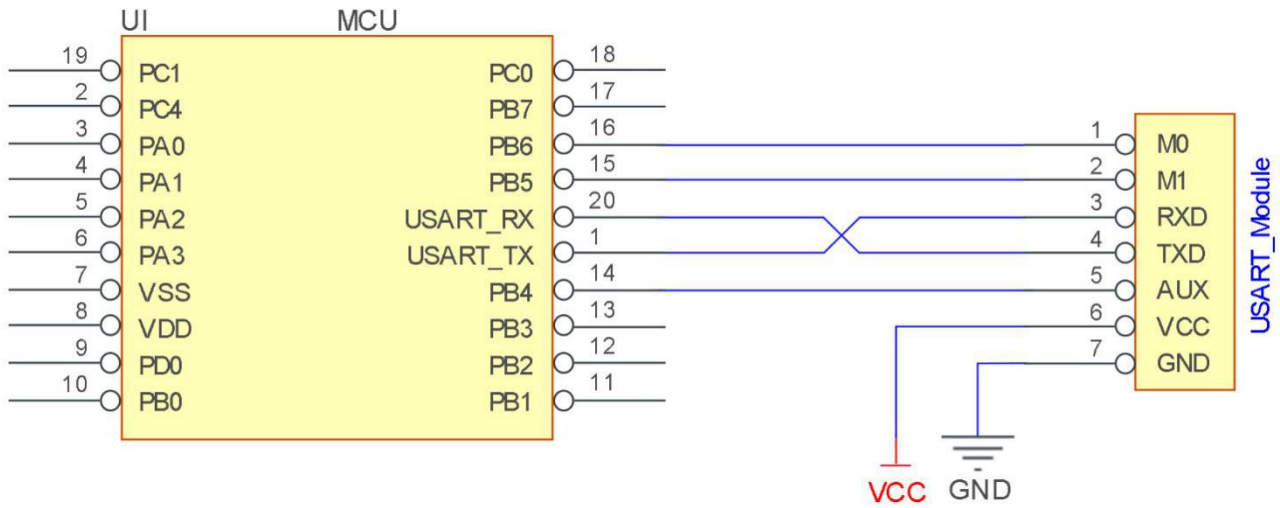 UI MCU
19 PC1 PC0 18
2 PC4 PB7 17
3 PA0 PB6 16 1 M0
4 PA1 PB5 15 2 M1
5 PA2 USART_RX 20 3 RXD
6 PA3 USART_TX 1 4 TXD
7 VSS PB4 14 5 AUX
8 VDD PB3 13 6 VCC
9 PD0 PB2 12 7 GND
10 PB0 PB1 11
USART_Module
VCC GND